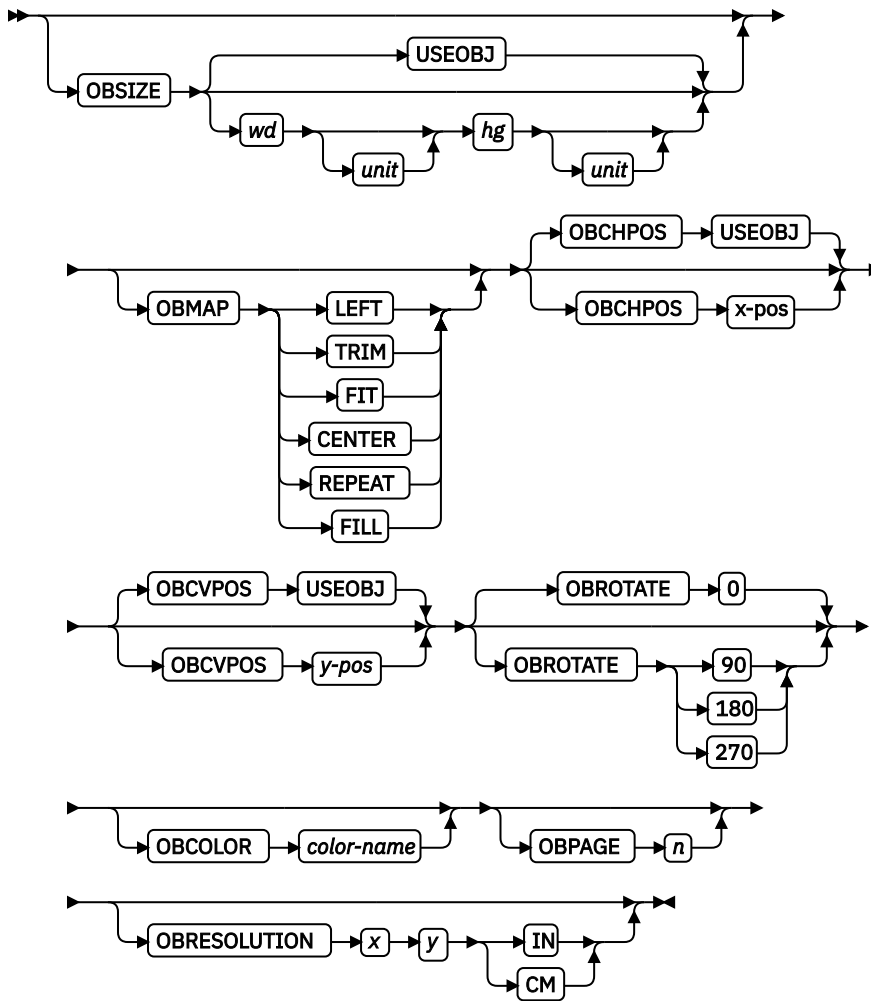 USEOBJ
OBSIZE
wd hg
unit unit
OBCHPOS USEOBJ
OBMAP LEFT OBCHPOS x-pos
TRIM
FIT
CENTER
REPEAT
FILL
OBCVPOS USEOBJ OBROTATE 0
OBCVPOS y-pos OBROTATE 90
180
270
OBCOLOR color-name OBPAGE n
OBRESOLUTION x y IN
CM